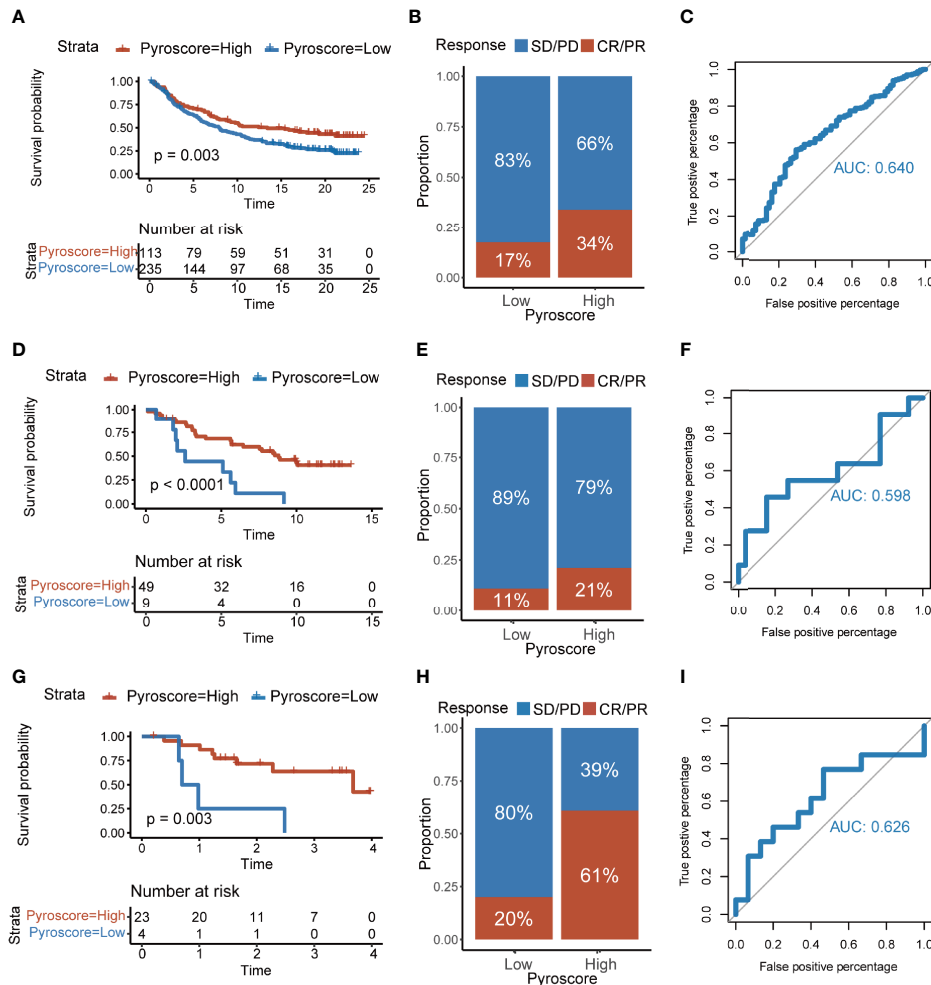 A
Strata Pyroscore=High Pyroscore=Low
Survival probability
1.00
0.75
0.50
0.25
0.00
p = 0.003
0 5 10 15 20 25
Time
Number at risk
Strata
Pyroscore=High 113 79 59 51 31 0
Pyroscore=Low 235 144 97 68 35 0
0 5 10 15 20 25
Time
B
Response SD/PD CR/PR
Proportion
1.00
0.75
0.50
0.25
0.00
83% 66%
17% 34%
Low High
Pyroscore
C
True postive percentage
1.0
0.8
0.6
0.4
0.2
0.0
AUC: 0.640
0.0 0.2 0.4 0.6 0.8 1.0
False positive percentage
D
Strata Pyroscore=High Pyroscore=Low
Survival probability
1.00
0.75
0.50
0.25
0.00
p < 0.0001
0 5 10 15
Time
Number at risk
Strata
Pyroscore=High 49 32 16 0
Pyroscore=Low 9 4 0 0
0 5 10 15
Time
E
Response SD/PD CR/PR
Proportion
1.00
0.75
0.50
0.25
0.00
89% 79%
11% 21%
Low High
Pyroscore
F
True postive percentage
1.0
0.8
0.6
0.4
0.2
0.0
AUC: 0.598
0.0 0.2 0.4 0.6 0.8 1.0
False positive percentage
G
Strata Pyroscore=High Pyroscore=Low
Survival probability
1.00
0.75
0.50
0.25
0.00
p = 0.003
0 1 2 3 4
Time
Number at risk
Strata
Pyroscore=High 23 20 11 7 0
Pyroscore=Low 4 1 1 0 0
0 1 2 3 4
Time
H
Response SD/PD CR/PR
Proportion
1.00
0.75
0.50
0.25
0.00
80% 39%
20% 61%
Low High
Pyroscore
I
True postive percentage
1.0
0.8
0.6
0.4
0.2
0.0
AUC: 0.626
0.0 0.2 0.4 0.6 0.8 1.0
False positive percentage